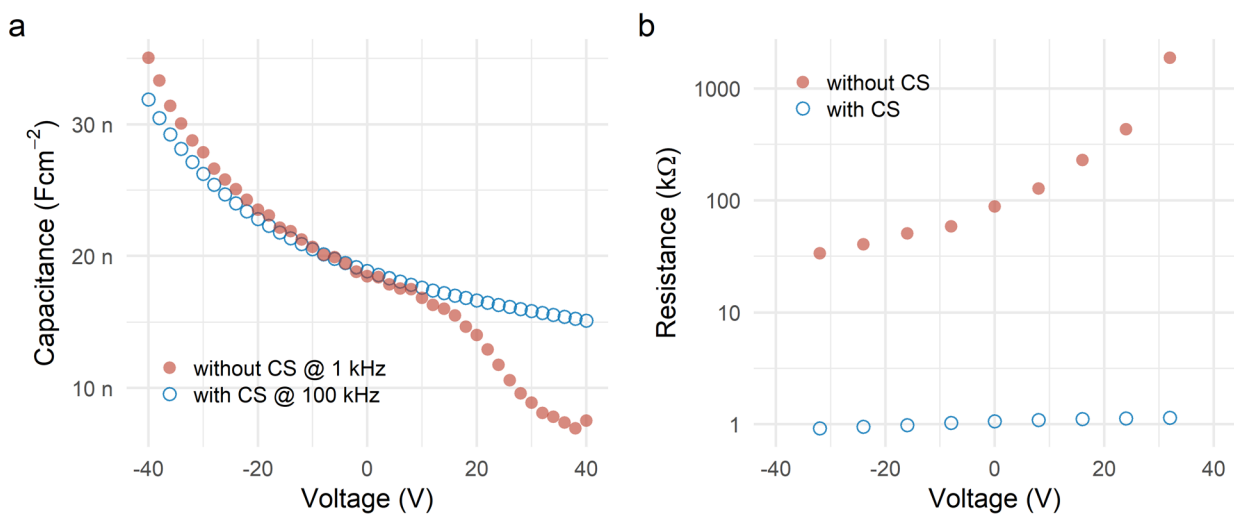 a
Capacitance (Fcm−2)
30 n
20 n
10 n
without CS @ 1 kHz
with CS @ 100 kHz
-40
-20
0
20
40
Voltage (V)
b
Resistance (kΩ)
1000
100
10
1
without CS
with CS
-40
-20
0
20
40
Voltage (V)